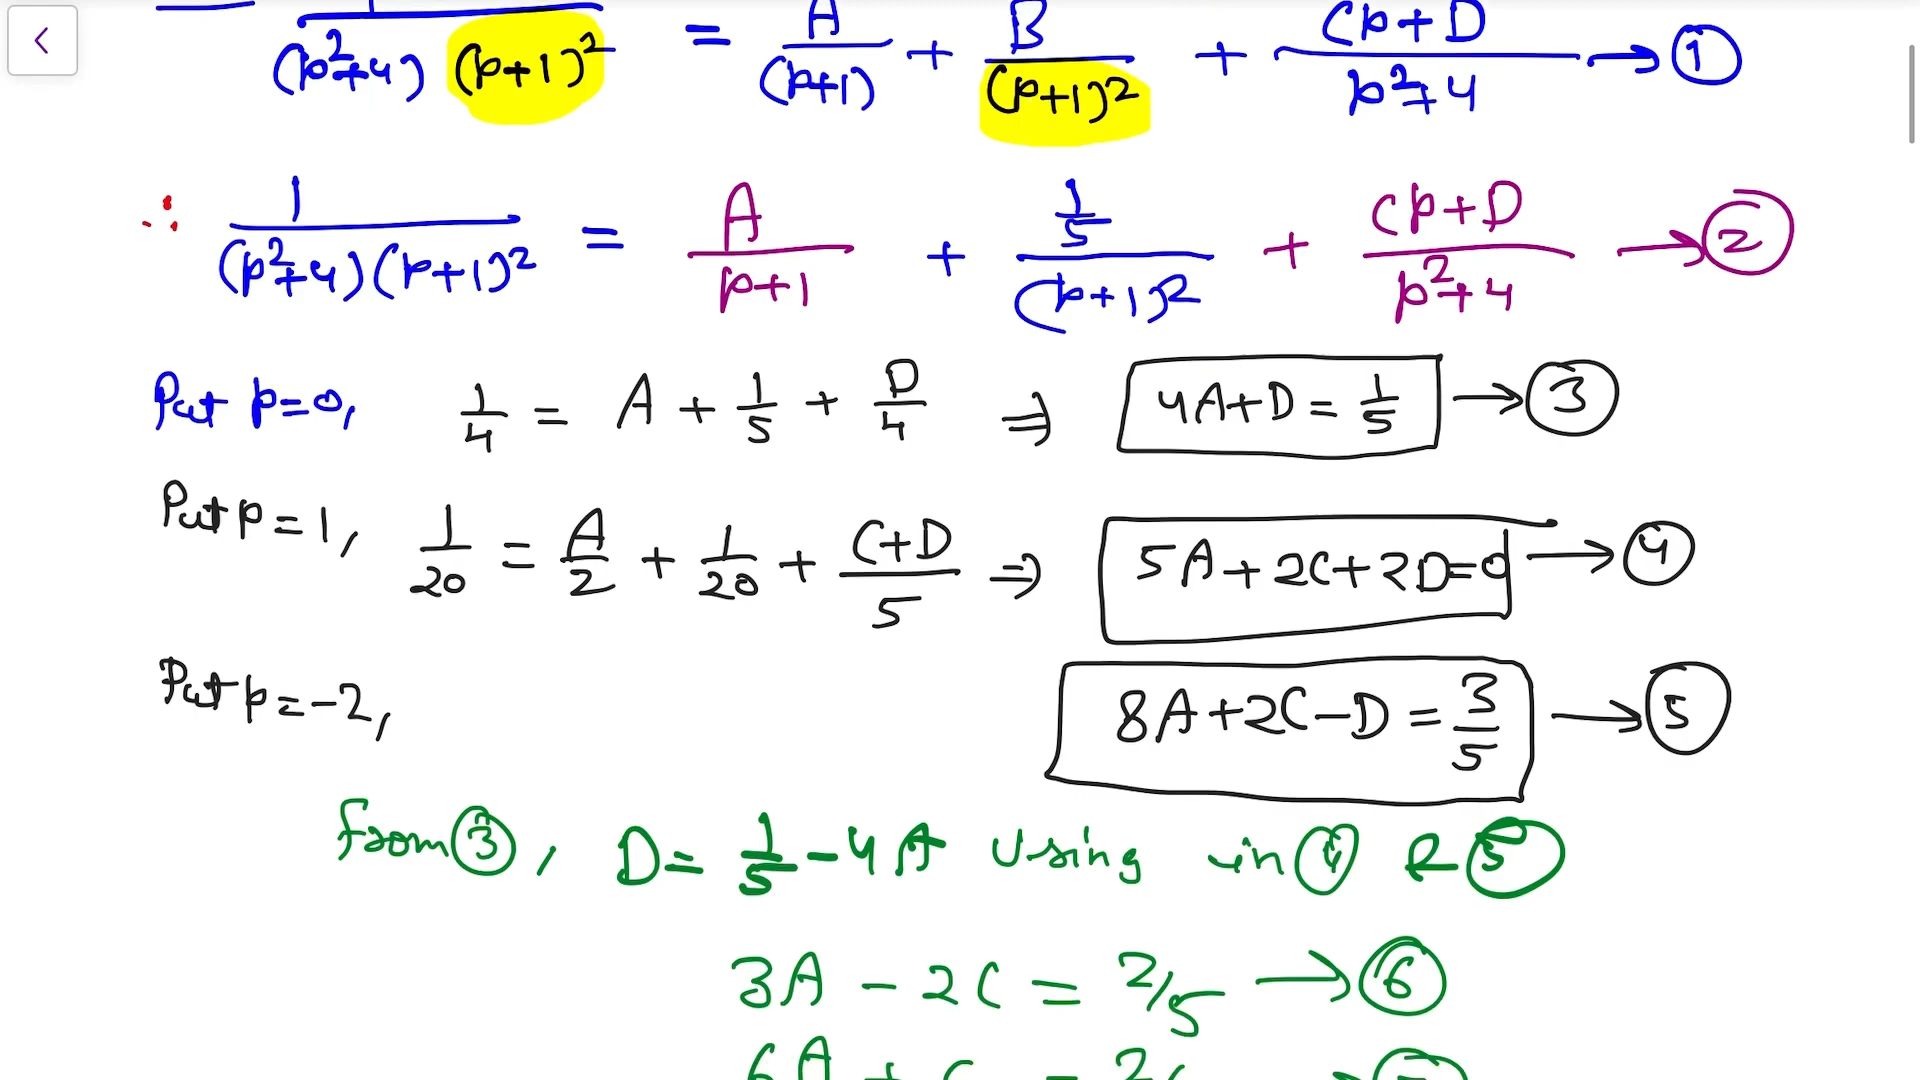 1/((p²+4)(p+1)²) = A/(p+1) + B/(p+1)² + (Cp+D)/(p²+4) → ①
∴ 1/((p²+4)(p+1)²) = A/(p+1) + (1/5)/(p+1)² + (Cp+D)/(p²+4) → ②
Put p=0, 1/4 = A + 1/5 + D/4 ⇒ 4A+D = 1/5 → ③
Put p=1, 1/20 = A/2 + 1/20 + (C+D)/5 ⇒ 5A+2C+2D=0 → ④
Put p=-2, 8A+2C-D = 3/5 → ⑤
from ③, D = 1/5 - 4A Using in ④ & ⑤
3A - 2C = 2/5 → ⑥